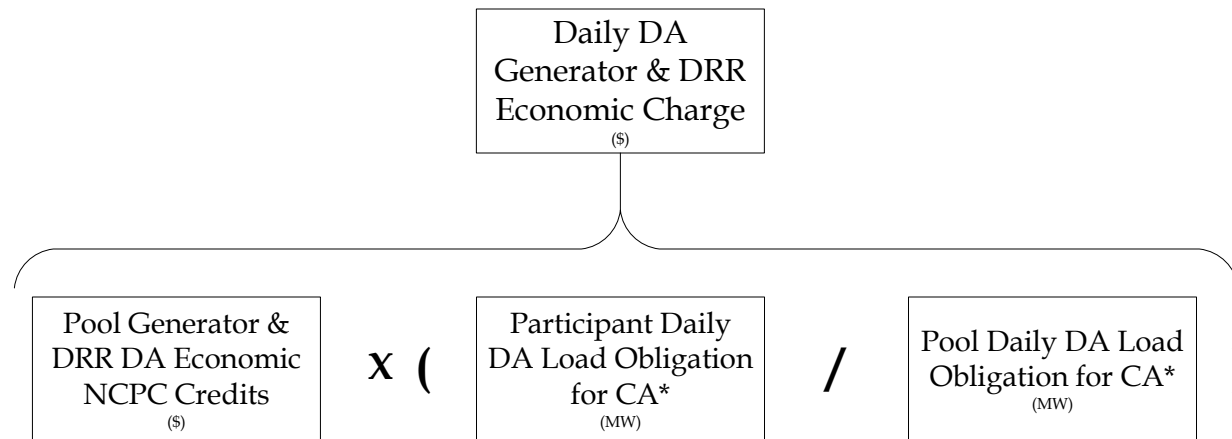 Daily DA
Generator & DRR
Economic Charge
($)
Pool Generator &
DRR DA Economic
NCPC Credits
($)
x (
Participant Daily
DA Load Obligation
for CA*
(MW)
/
Pool Daily DA Load
Obligation for CA*
(MW)